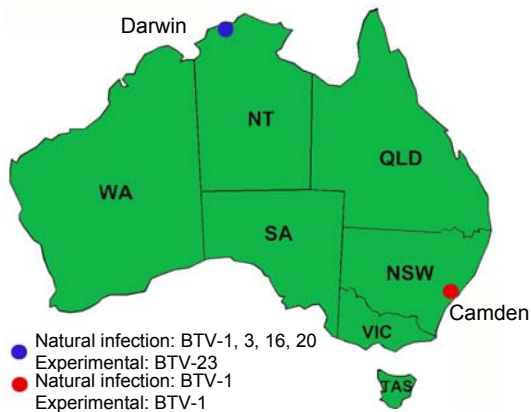 Darwin
NT
QLD
WA
SA
NSW
Camden
VIC
Natural infection: BTV-1, 3, 16, 20
Experimental: BTV-23
Natural infection: BTV-1
Experimental: BTV-1
TAS